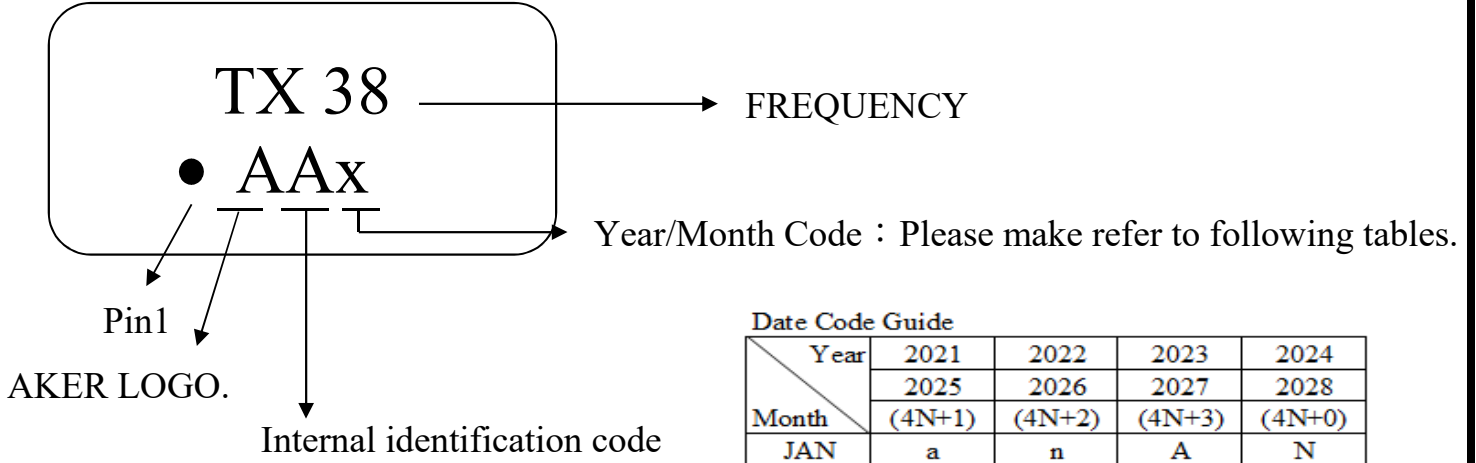 TX 38
FREQUENCY
• AAx
Year/Month Code：Please make refer to following tables.
Pin1
AKER LOGO.
Internal identification code
Date Code Guide
Year 2021 2022 2023 2024
2025 2026 2027 2028
Month (4N+1) (4N+2) (4N+3) (4N+0)
JAN a n A N